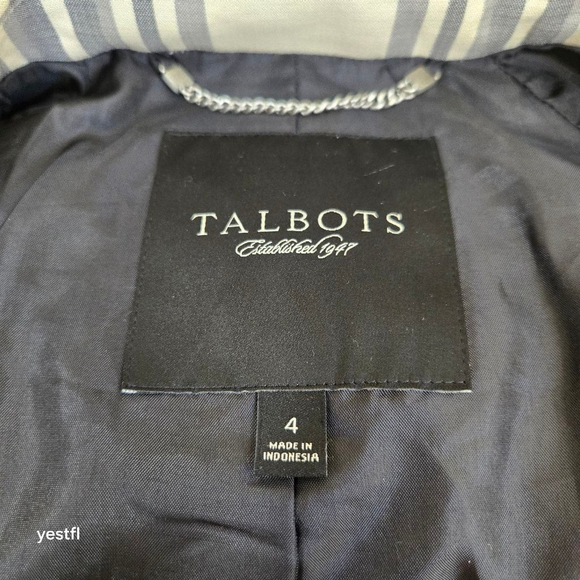 TALBOTS
Established 1947
4
MADE IN
INDONESIA
yestfl